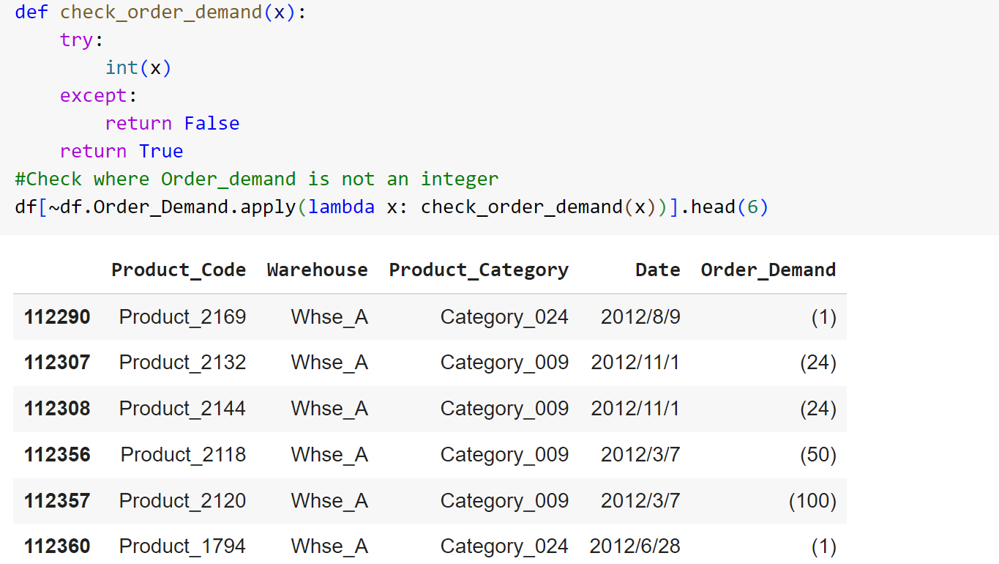 def check_order_demand(x):
    try:
        int(x)
    except:
        return False
    return True
#Check where Order_demand is not an integer
df[~df.Order_Demand.apply(lambda x: check_order_demand(x))].head(6)
Product_Code Warehouse Product_Category Date Order_Demand
112290 Product_2169 Whse_A Category_024 2012/8/9 (1)
112307 Product_2132 Whse_A Category_009 2012/11/1 (24)
112308 Product_2144 Whse_A Category_009 2012/11/1 (24)
112356 Product_2118 Whse_A Category_009 2012/3/7 (50)
112357 Product_2120 Whse_A Category_009 2012/3/7 (100)
112360 Product_1794 Whse_A Category_024 2012/6/28 (1)